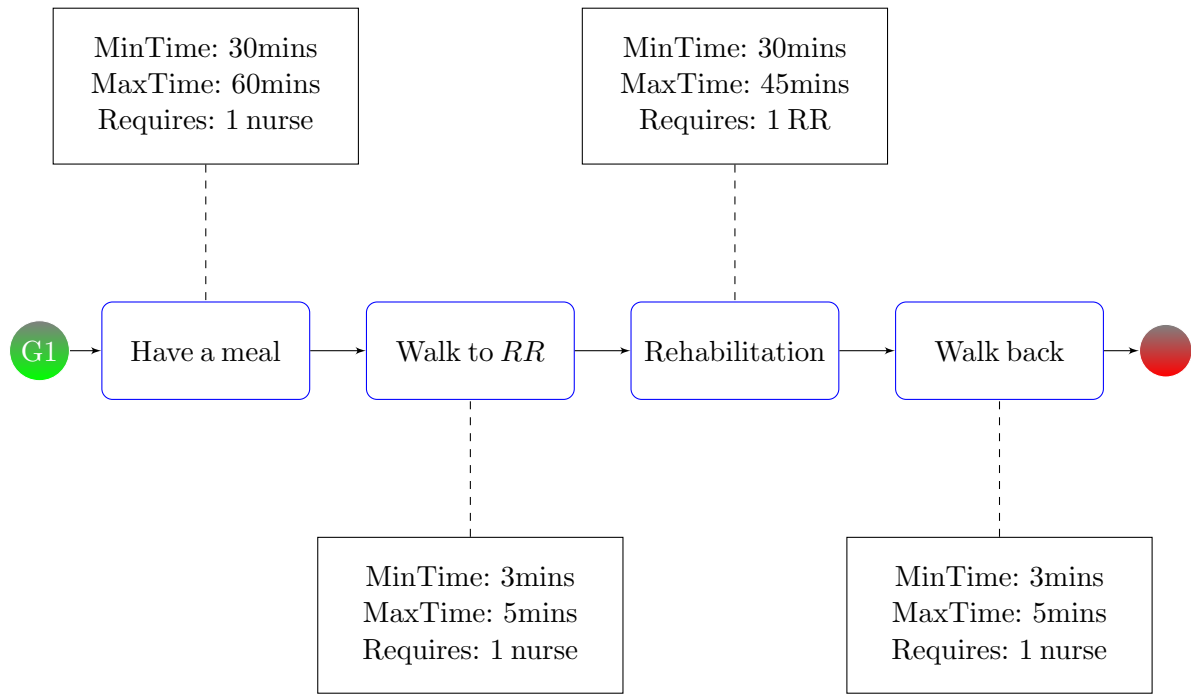 MinTime: 30mins
MaxTime: 60mins
Requires: 1 nurse
MinTime: 30mins
MaxTime: 45mins
Requires: 1 RR
G1
Have a meal
Walk to RR
Rehabilitation
Walk back
MinTime: 3mins
MaxTime: 5mins
Requires: 1 nurse
MinTime: 3mins
MaxTime: 5mins
Requires: 1 nurse